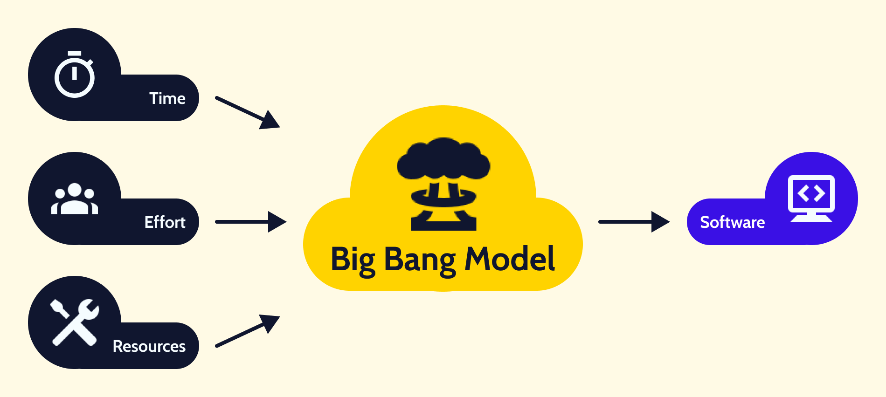 Time
Effort
Resources
Big Bang Model
Software